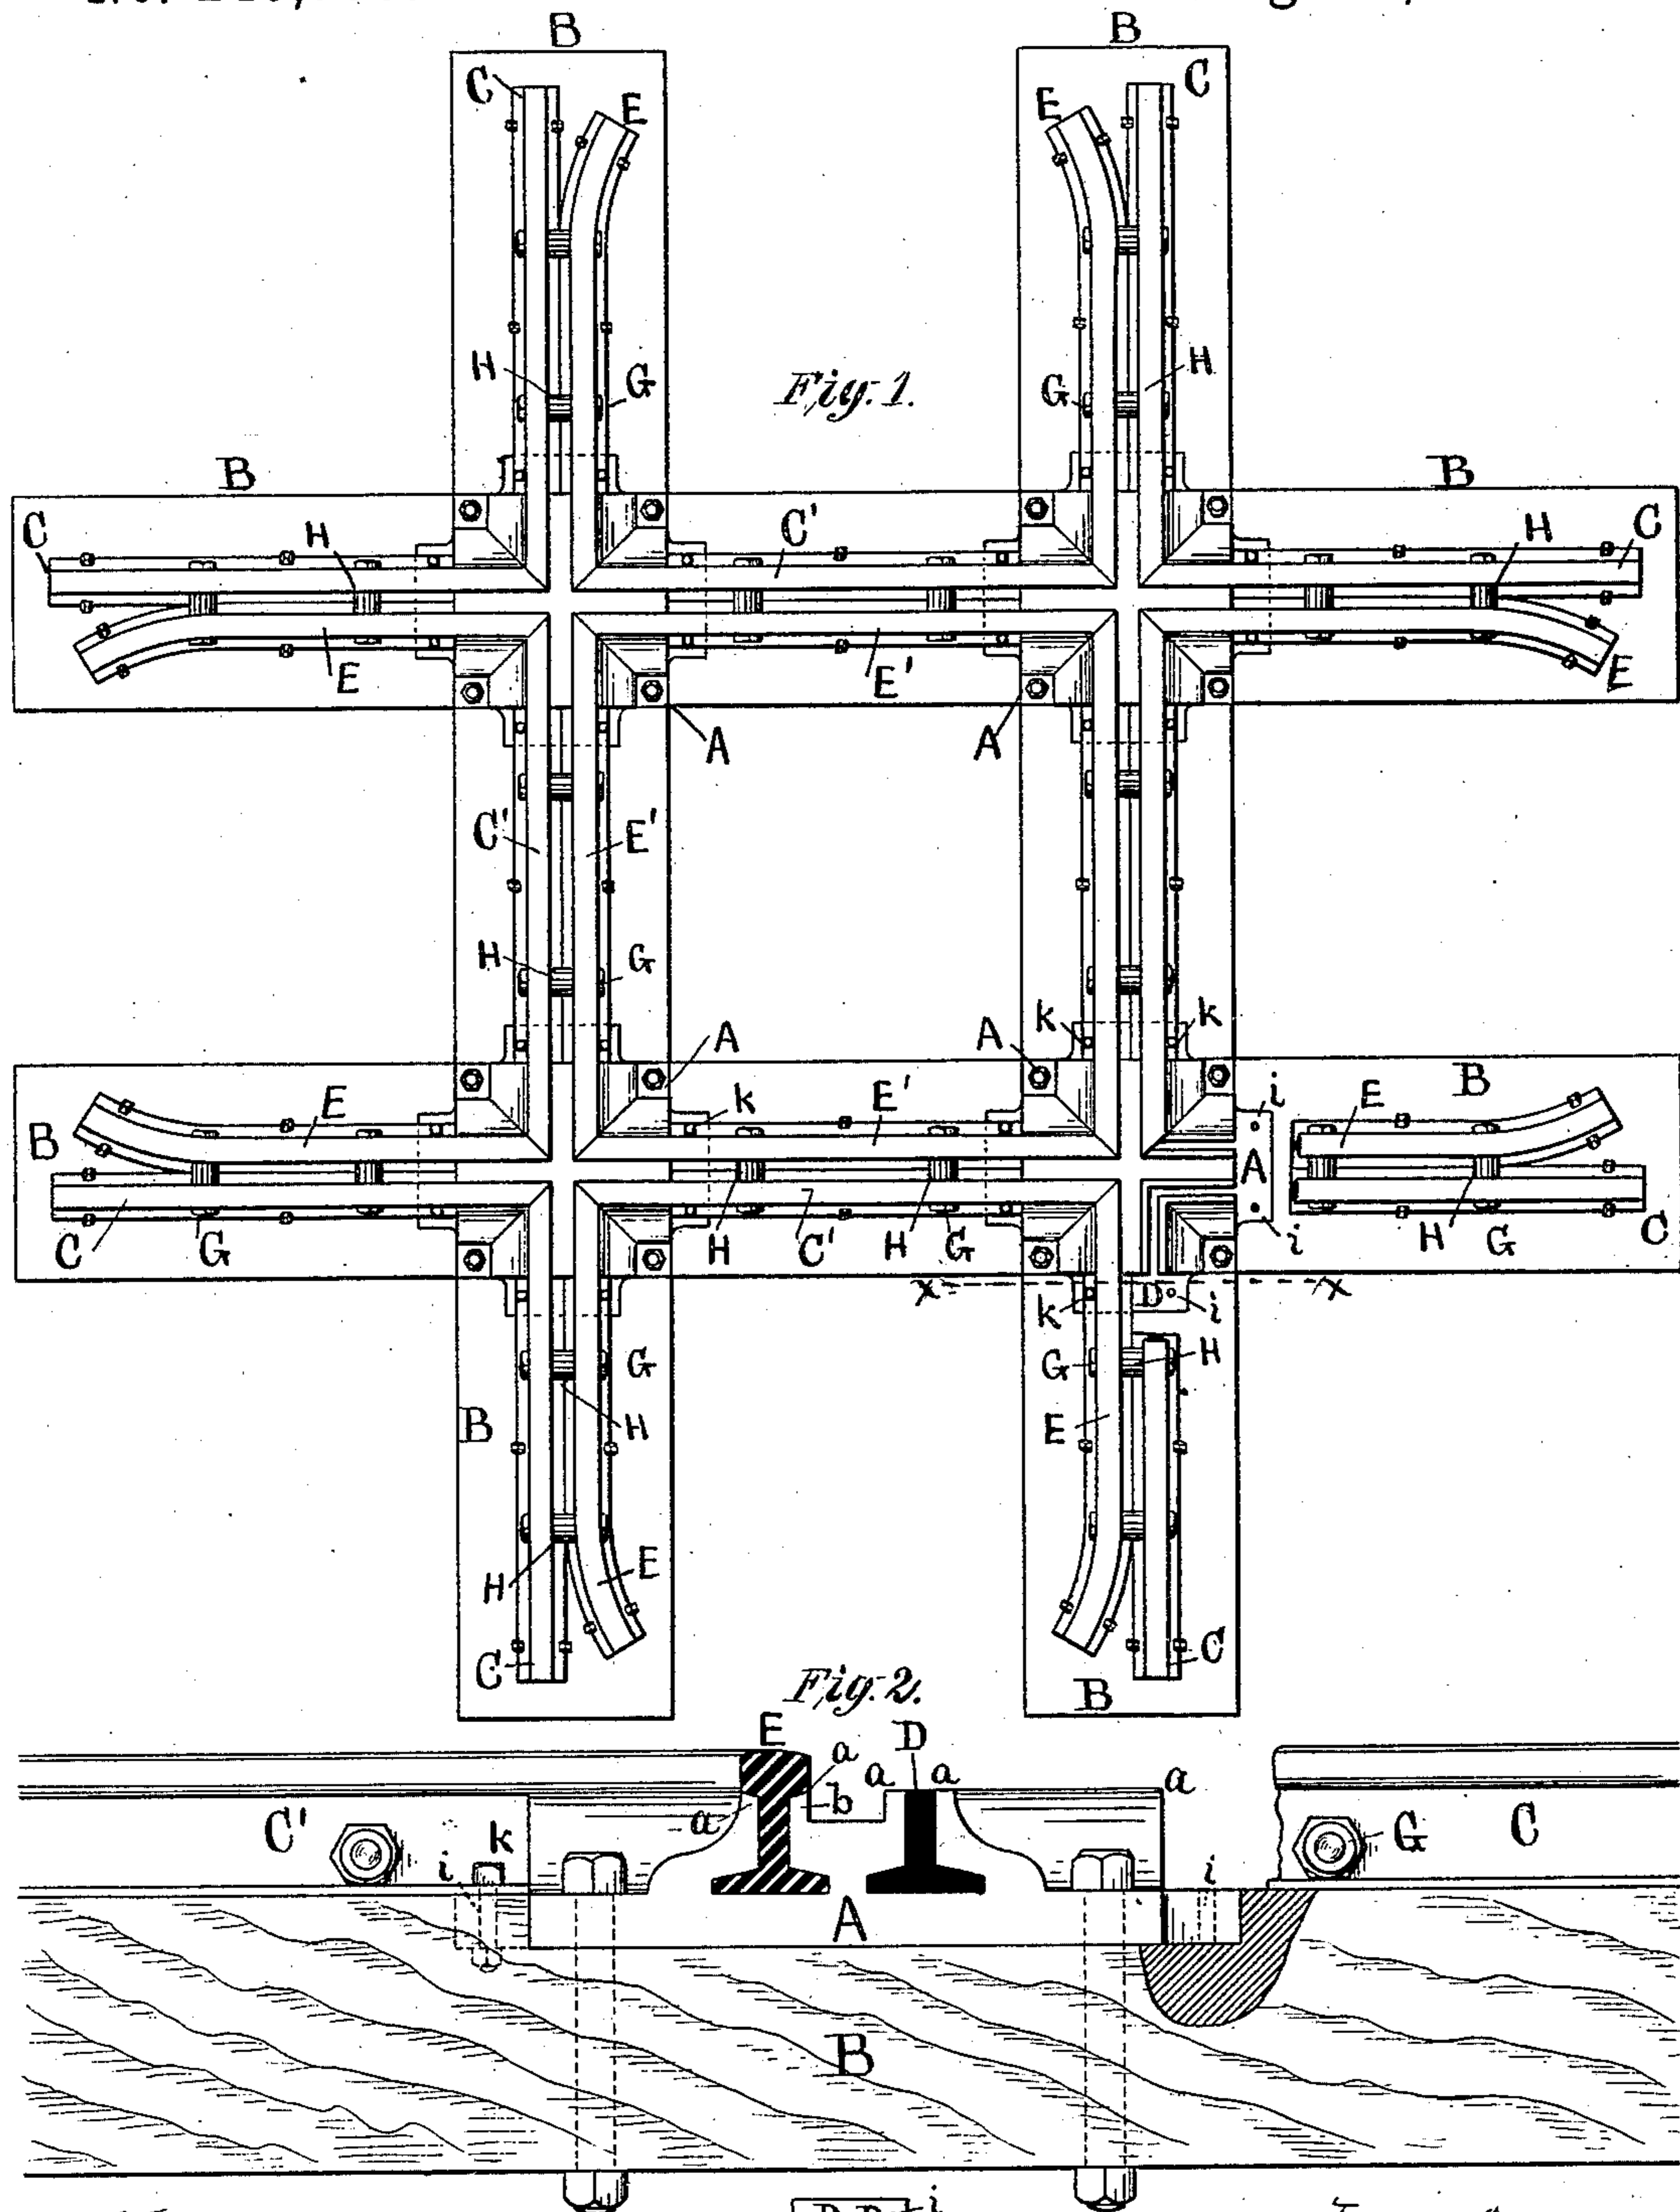 B B
C E E C
H G Fig. 1. G H
B B
C H C' H C
E E' E
A A
C' E'
H G
A A k k
B E k E' i E B
A
C G H C' H G i H G C
x D i x
k
G G H
B H E
H E
C C
Fig. 2. B
E D
a a a a
C' a b G C
i k i
A
B
i